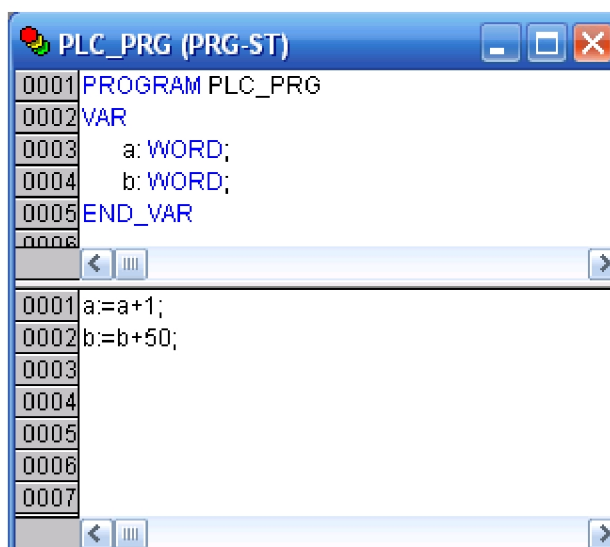 PLC_PRG (PRG-ST)
0001 PROGRAM PLC_PRG
0002 VAR
0003 a: WORD;
0004 b: WORD;
0005 END_VAR
0006
0001 a:=a+1;
0002 b:=b+50;
0003
0004
0005
0006
0007